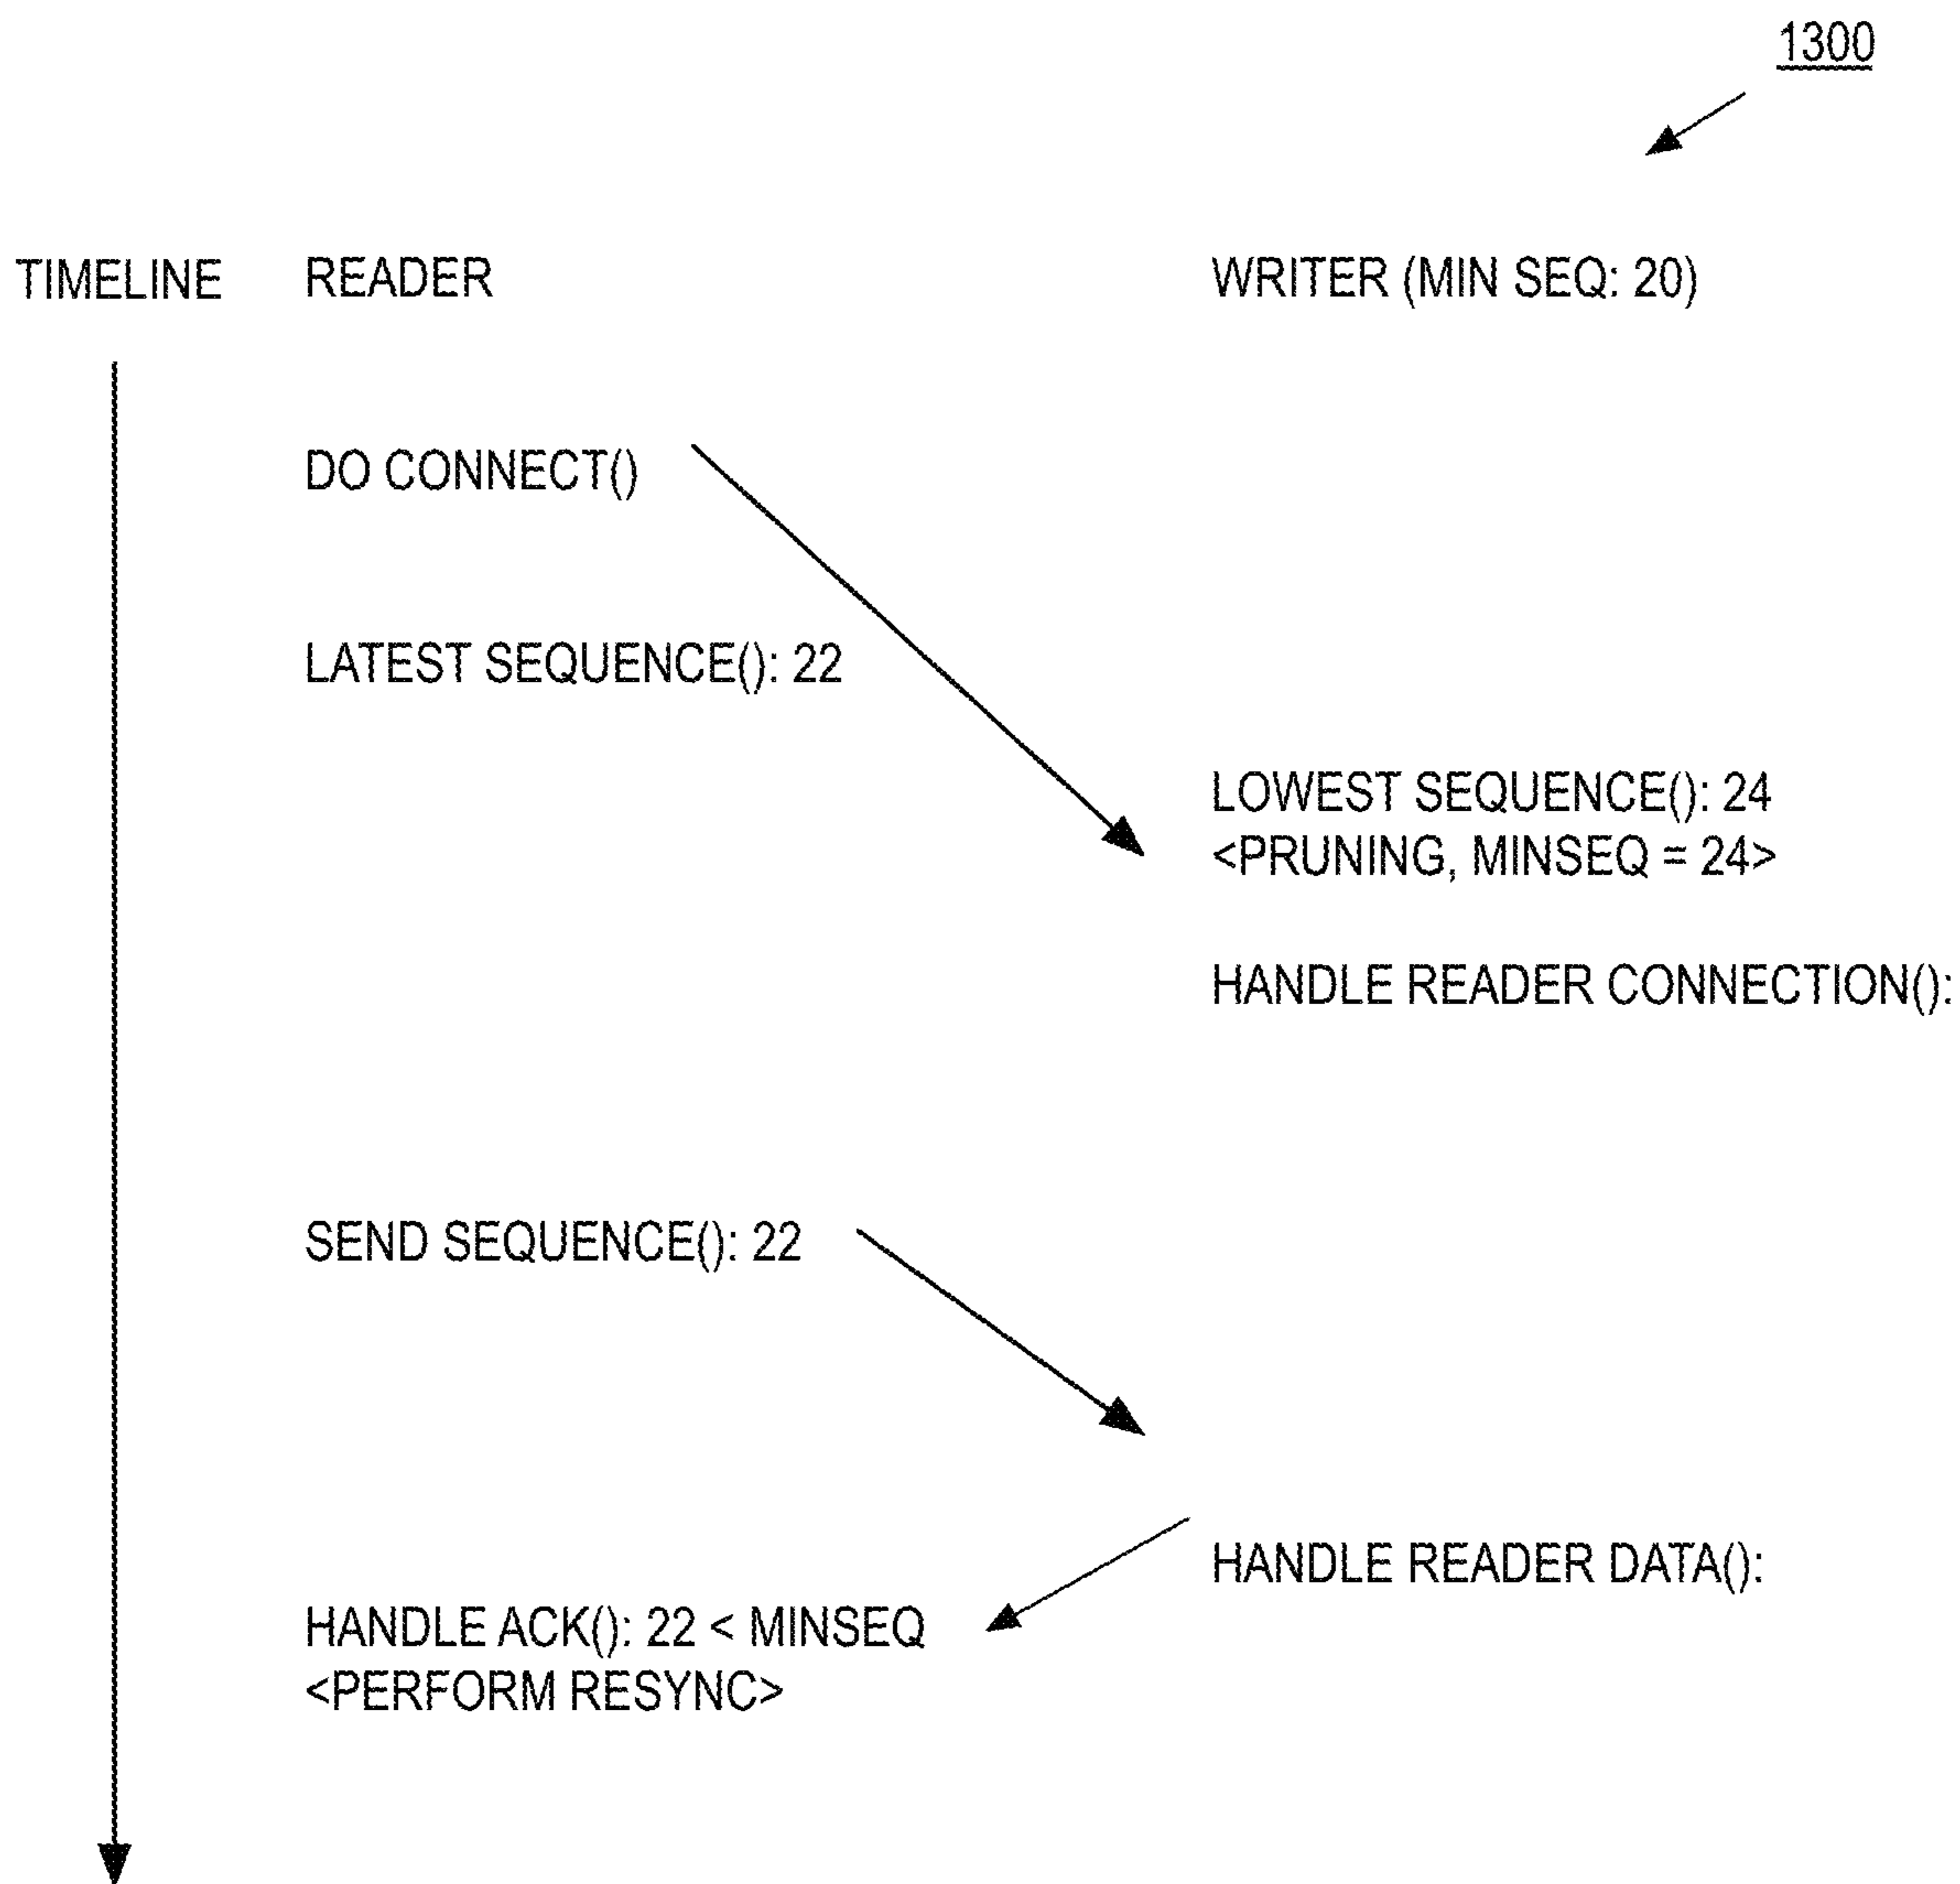 1300
TIMELINE READER WRITER (MIN SEQ: 20)
DO CONNECT()
LATEST SEQUENCE(): 22
LOWEST SEQUENCE(): 24
<PRUNING, MINSEQ = 24>
HANDLE READER CONNECTION():
SEND SEQUENCE(): 22
HANDLE READER DATA():
HANDLE ACK(): 22 < MINSEQ
<PERFORM RESYNC>